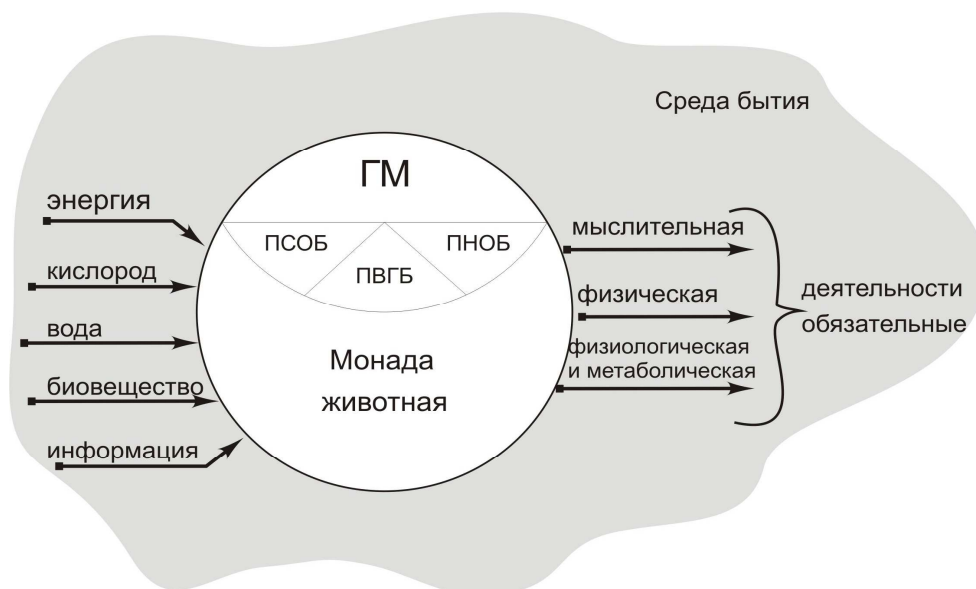 Среда бытия
ГМ
ПСОБ
ПНОБ
ПВГБ
Монада
животная
энергия
кислород
вода
биовещество
информация
мыслительная
физическая
физиологическая
и метаболическая
деятельности
обязательные